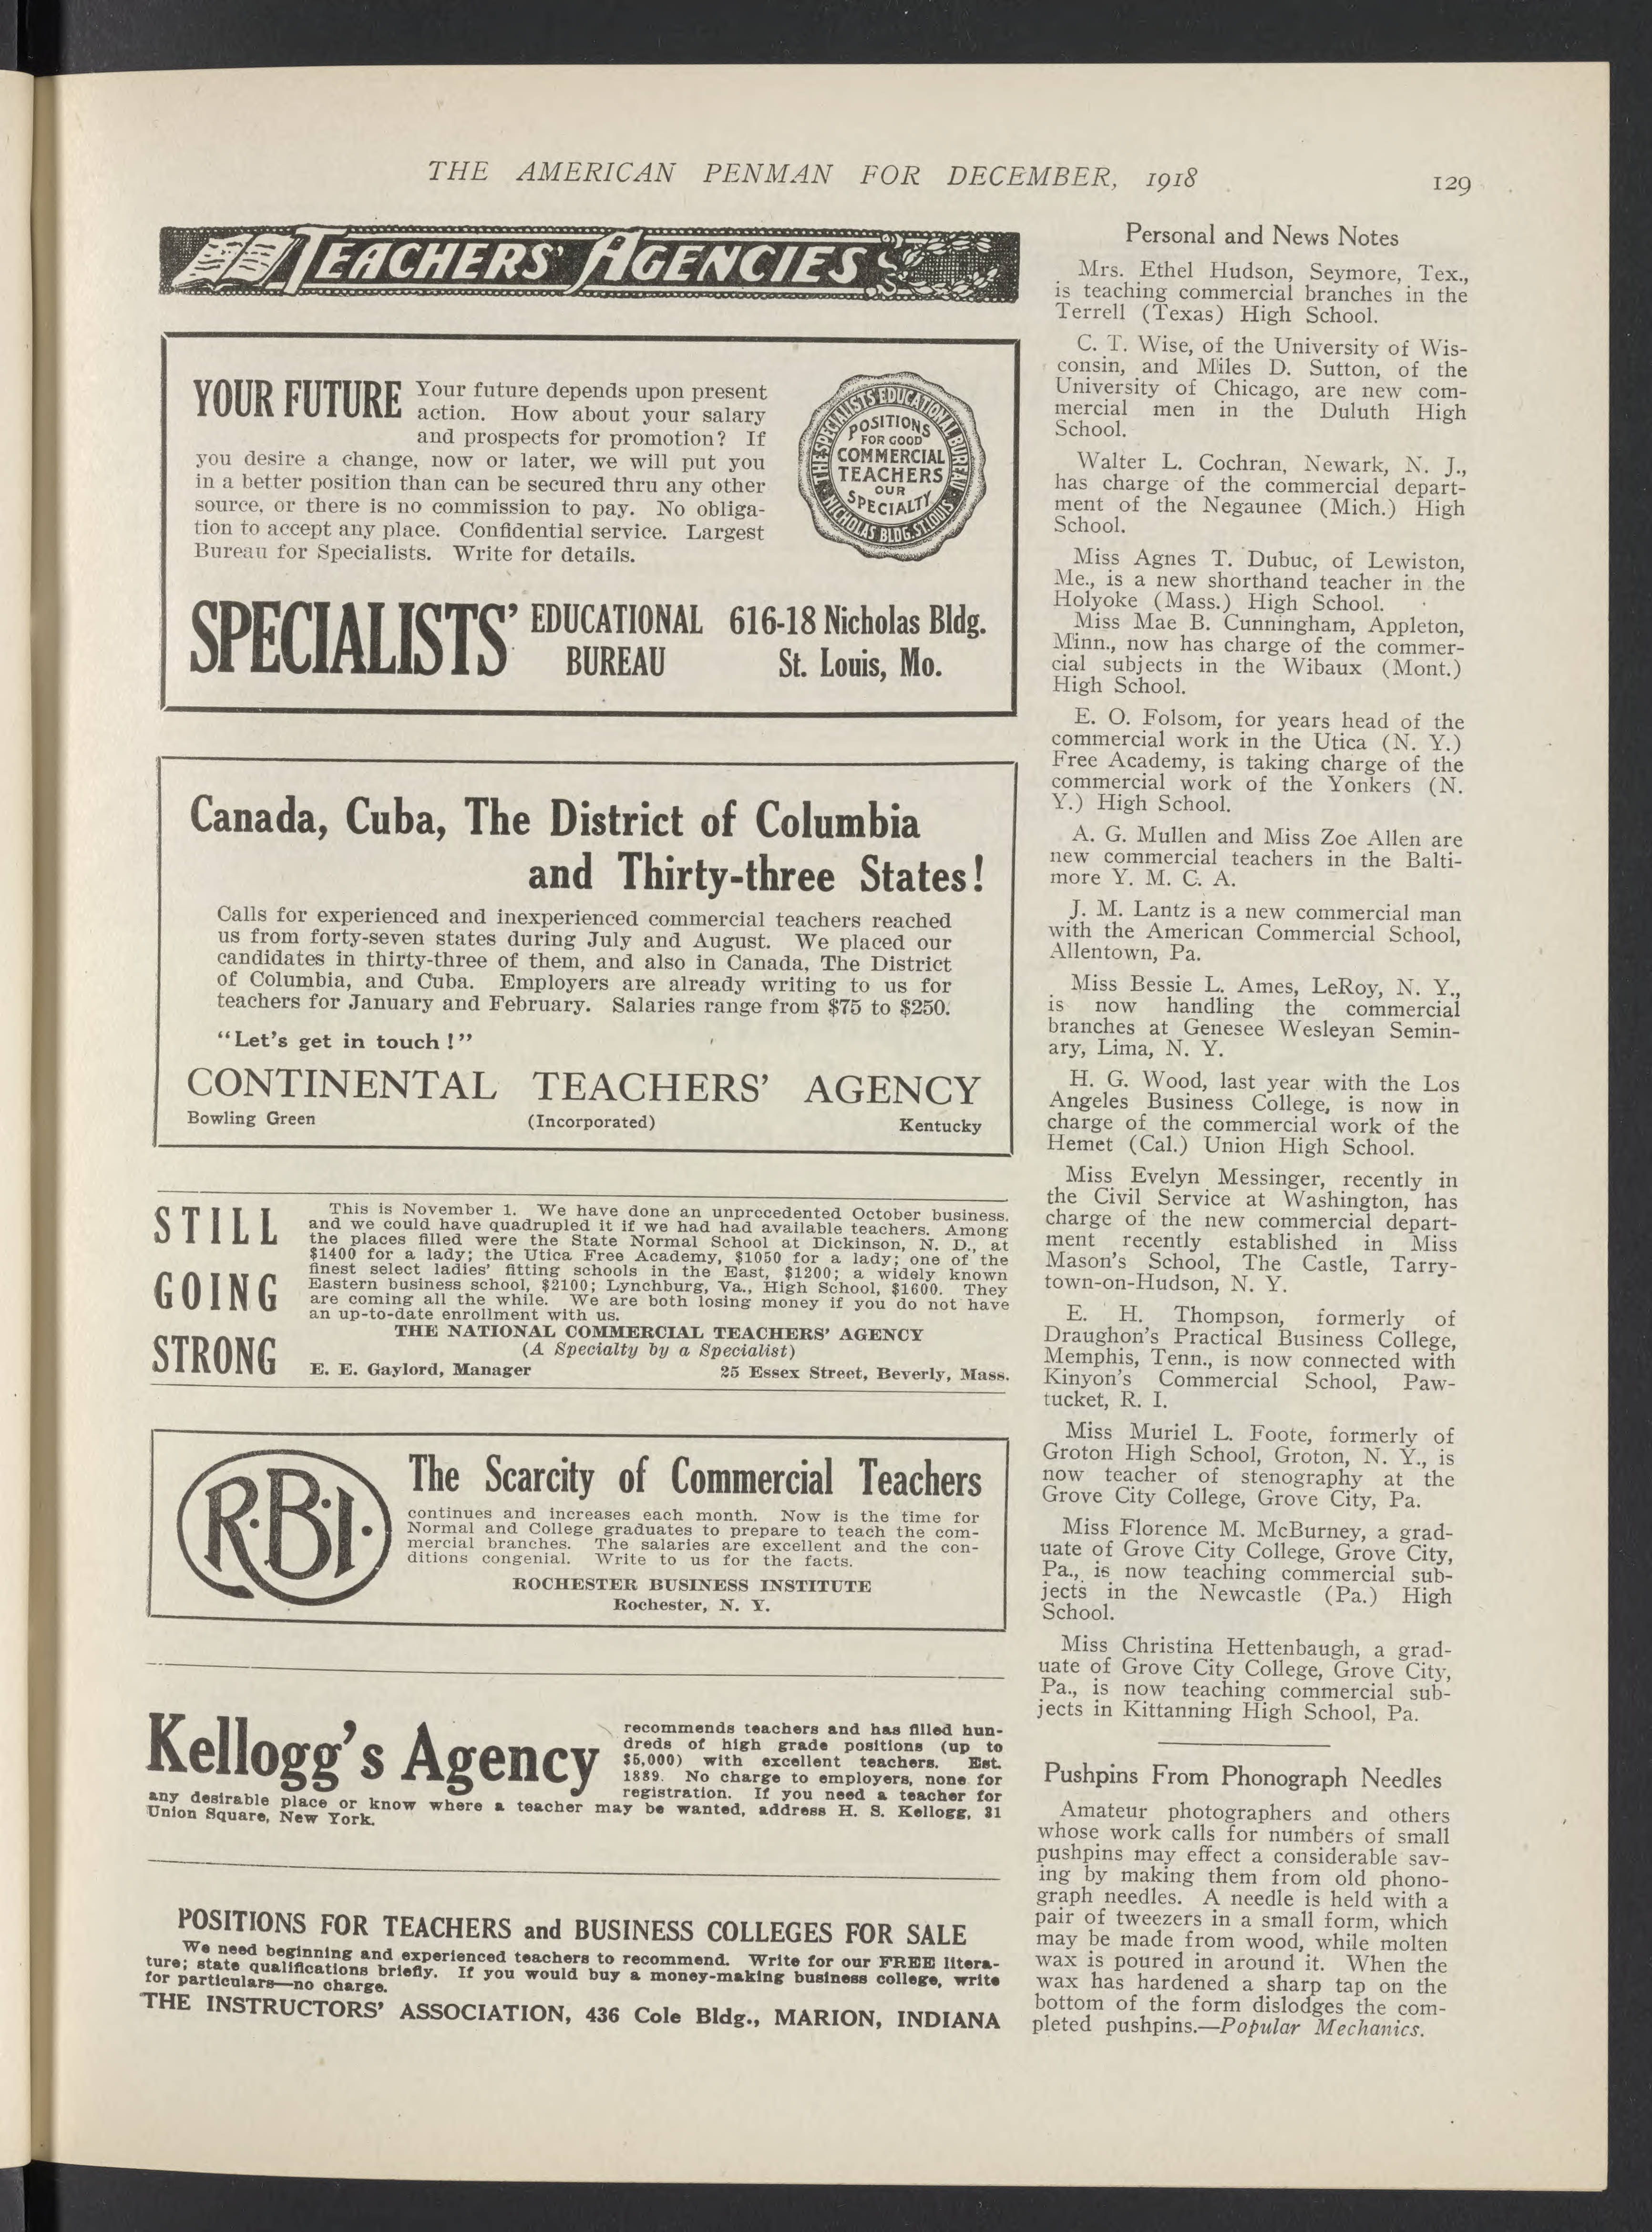 THE AMERICAN PENMAN FOR DECEMBER, 1918
129
TEACHERS' AGENCIES
YOUR FUTURE
Your future depends upon present
action. How about your salary
and prospects for promotion? If
you desire a change, now or later, we will put you
in a better position than can be secured thru any other
source, or there is no commission to pay. No obliga-
tion to accept any place. Confidential service. Largest
Bureau for Specialists. Write for details.
THE SPECIALISTS' EDUCATIONAL BUREAU
NICHOLAS BLDG. ST. LOUIS
POSITIONS
FOR GOOD
COMMERCIAL
TEACHERS
OUR
SPECIALTY
SPECIALISTS' EDUCATIONAL BUREAU
616-18 Nicholas Bldg.
St. Louis, Mo.
Canada, Cuba, The District of Columbia
and Thirty-three States!
Calls for experienced and inexperienced commercial teachers reached
us from forty-seven states during July and August. We placed our
candidates in thirty-three of them, and also in Canada, The District
of Columbia, and Cuba. Employers are already writing to us for
teachers for January and February. Salaries range from $75 to $250.
"Let's get in touch!"
CONTINENTAL TEACHERS' AGENCY
Bowling Green (Incorporated) Kentucky
STILL
GOING
STRONG
This is November 1. We have done an unprecedented October business,
and we could have quadrupled it if we had had available teachers. Among
the places filled were the State Normal School at Dickinson, N. D., at
$1400 for a lady; the Utica Free Academy, $1050 for a lady; one of the
finest select ladies' fitting schools in the East, $1200; a widely known
Eastern business school, $2100; Lynchburg, Va., High School, $1600. They
are coming all the while. We are both losing money if you do not have
an up-to-date enrollment with us.
THE NATIONAL COMMERCIAL TEACHERS' AGENCY
(A Specialty by a Specialist)
E. E. Gaylord, Manager 25 Essex Street, Beverly, Mass.
R.B.I.
The Scarcity of Commercial Teachers
continues and increases each month. Now is the time for
Normal and College graduates to prepare to teach the com-
mercial branches. The salaries are excellent and the con-
ditions congenial. Write to us for the facts.
ROCHESTER BUSINESS INSTITUTE
Rochester, N. Y.
Kellogg's Agency
recommends teachers and has filled hun-
dreds of high grade positions (up to
$5,000) with excellent teachers. Est.
1889. No charge to employers, none for
registration. If you need a teacher for
any desirable place or know where a teacher may be wanted, address H. S. Kellogg, 31
Union Square, New York.
POSITIONS FOR TEACHERS and BUSINESS COLLEGES FOR SALE
We need beginning and experienced teachers to recommend. Write for our FREE litera-
ture; state qualifications briefly. If you would buy a money-making business college, write
for particulars—no charge.
THE INSTRUCTORS' ASSOCIATION, 436 Cole Bldg., MARION, INDIANA
Personal and News Notes
Mrs. Ethel Hudson, Seymore, Tex.,
is teaching commercial branches in the
Terrell (Texas) High School.
C. T. Wise, of the University of Wis-
consin, and Miles D. Sutton, of the
University of Chicago, are new com-
mercial men in the Duluth High
School.
Walter L. Cochran, Newark, N. J.,
has charge of the commercial depart-
ment of the Negaunee (Mich.) High
School.
Miss Agnes T. Dubuc, of Lewiston,
Me., is a new shorthand teacher in the
Holyoke (Mass.) High School.
Miss Mae B. Cunningham, Appleton,
Minn., now has charge of the commer-
cial subjects in the Wibaux (Mont.)
High School.
E. O. Folsom, for years head of the
commercial work in the Utica (N. Y.)
Free Academy, is taking charge of the
commercial work of the Yonkers (N.
Y.) High School.
A. G. Mullen and Miss Zoe Allen are
new commercial teachers in the Balti-
more Y. M. C. A.
J. M. Lantz is a new commercial man
with the American Commercial School,
Allentown, Pa.
Miss Bessie L. Ames, LeRoy, N. Y.,
is now handling the commercial
branches at Genesee Wesleyan Semin-
ary, Lima, N. Y.
H. G. Wood, last year with the Los
Angeles Business College, is now in
charge of the commercial work of the
Hemet (Cal.) Union High School.
Miss Evelyn Messinger, recently in
the Civil Service at Washington, has
charge of the new commercial depart-
ment recently established in Miss
Mason's School, The Castle, Tarry-
town-on-Hudson, N. Y.
E. H. Thompson, formerly of
Draughon's Practical Business College,
Memphis, Tenn., is now connected with
Kinyon's Commercial School, Paw-
tucket, R. I.
Miss Muriel L. Foote, formerly of
Groton High School, Groton, N. Y., is
now teacher of stenography at the
Grove City College, Grove City, Pa.
Miss Florence M. McBurney, a grad-
uate of Grove City College, Grove City,
Pa., is now teaching commercial sub-
jects in the Newcastle (Pa.) High
School.
Miss Christina Hettenbaugh, a grad-
uate of Grove City College, Grove City,
Pa., is now teaching commercial sub-
jects in Kittanning High School, Pa.
Pushpins From Phonograph Needles
Amateur photographers and others
whose work calls for numbers of small
pushpins may effect a considerable sav-
ing by making them from old phono-
graph needles. A needle is held with a
pair of tweezers in a small form, which
may be made from wood, while molten
wax is poured in around it. When the
wax has hardened a sharp tap on the
bottom of the form dislodges the com-
pleted pushpins.—Popular Mechanics.